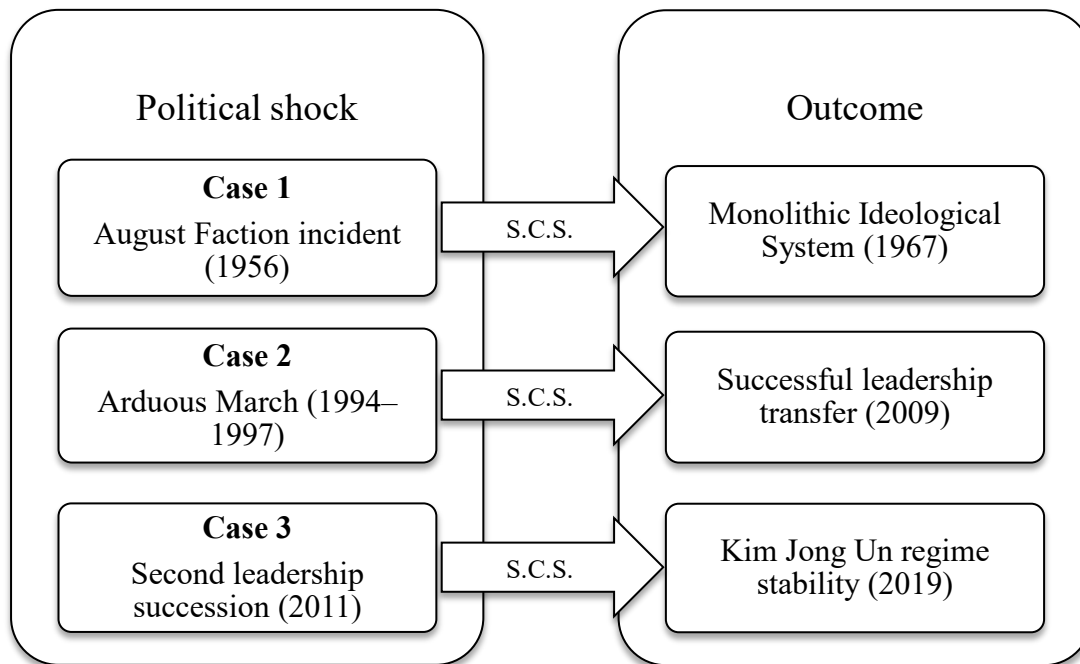 Political shock
Outcome
Case 1
August Faction incident
(1956)
S.C.S.
Monolithic Ideological
System (1967)
Case 2
Arduous March (1994–
1997)
S.C.S.
Successful leadership
transfer (2009)
Case 3
Second leadership
succession (2011)
S.C.S.
Kim Jong Un regime
stability (2019)